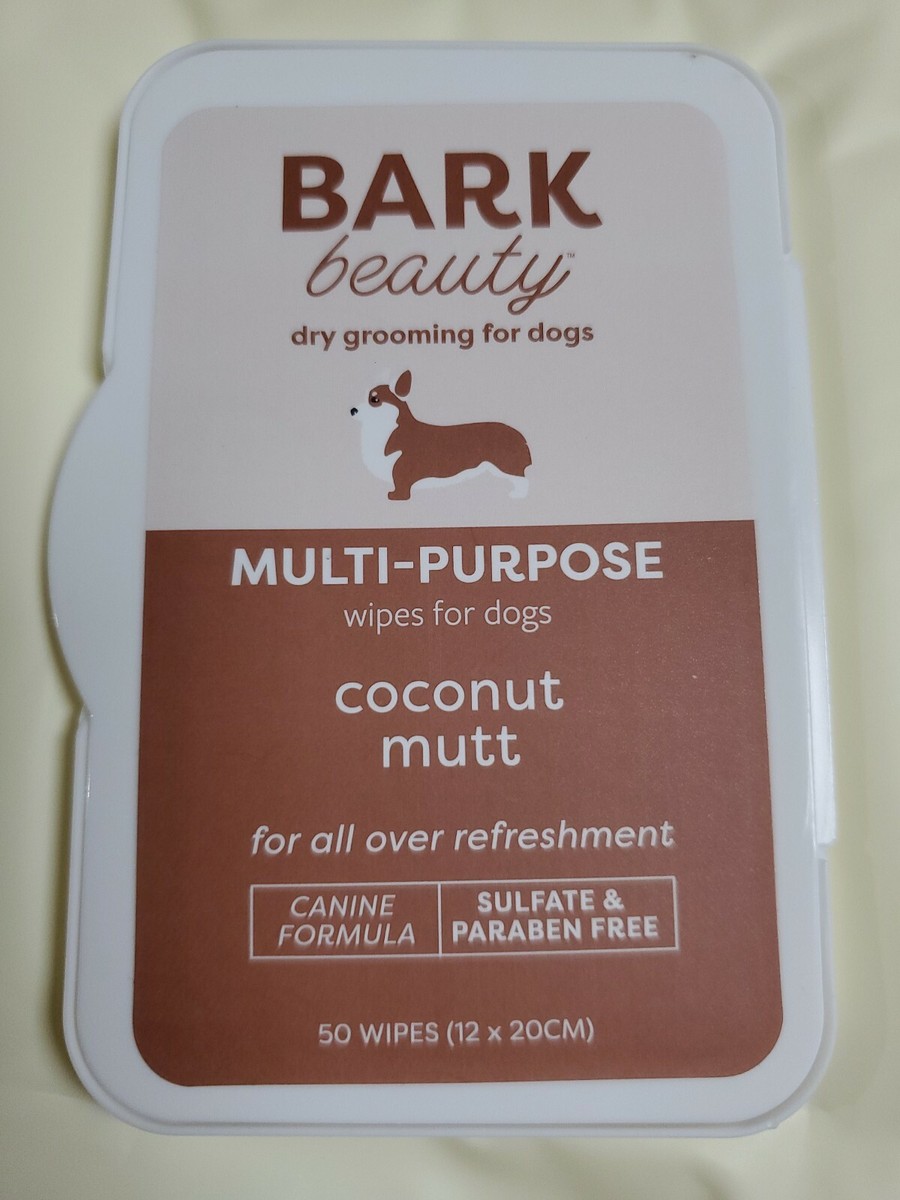 BARK
beauty™
dry grooming for dogs
MULTI-PURPOSE
wipes for dogs
coconut
mutt
for all over refreshment
CANINE
FORMULA
SULFATE &
PARABEN FREE
50 WIPES (12 x 20CM)